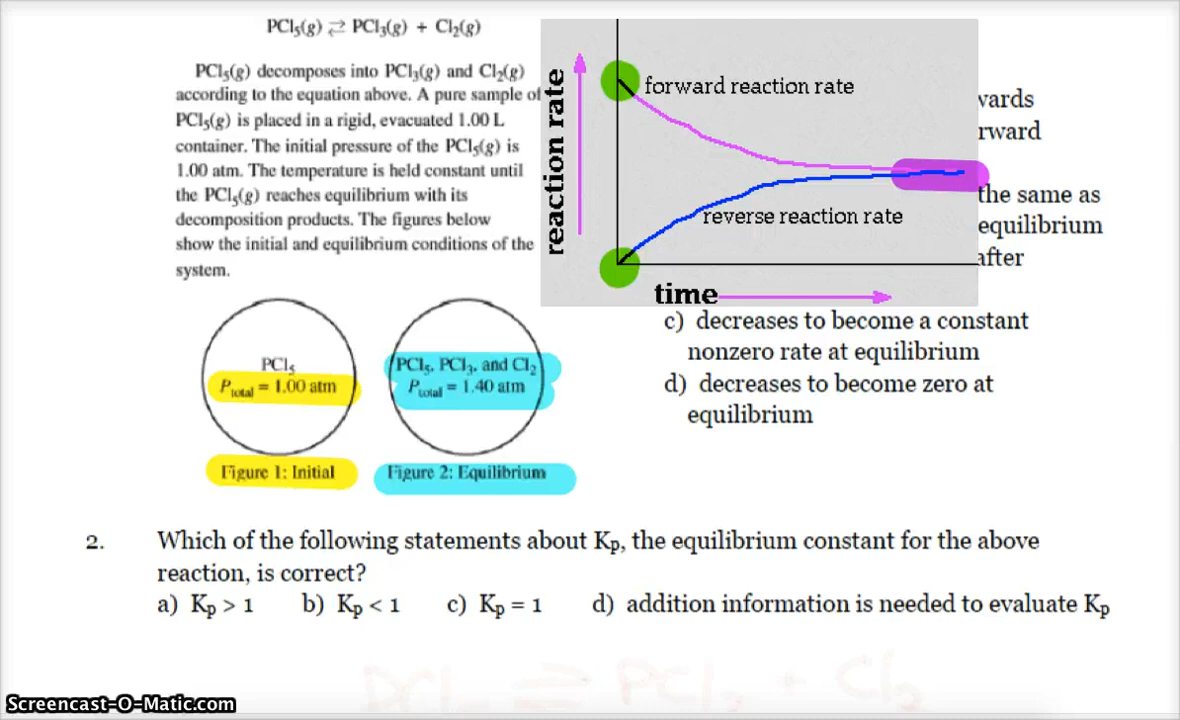 PCl₅(g) ⇄ PCl₃(g) + Cl₂(g)
PCl₅(g) decomposes into PCl₃(g) and Cl₂(g)
according to the equation above. A pure sample of
PCl₅(g) is placed in a rigid, evacuated 1.00 L
container. The initial pressure of the PCl₅(g) is
1.00 atm. The temperature is held constant until
the PCl₅(g) reaches equilibrium with its
decomposition products. The figures below
show the initial and equilibrium conditions of the
system.
PCl₅
P_total = 1.00 atm
Figure 1: Initial
PCl₅, PCl₃, and Cl₂
P_total = 1.40 atm
Figure 2: Equilibrium
reaction rate
forward reaction rate
reverse reaction rate
time
vards
rward
the same as
equilibrium
after
c) decreases to become a constant
nonzero rate at equilibrium
d) decreases to become zero at
equilibrium
2. Which of the following statements about Kp, the equilibrium constant for the above
reaction, is correct?
a) Kp > 1 b) Kp < 1 c) Kp = 1 d) addition information is needed to evaluate Kp
PCl₅ ⇌ PCl₃ + Cl₂
Screencast-O-Matic.com